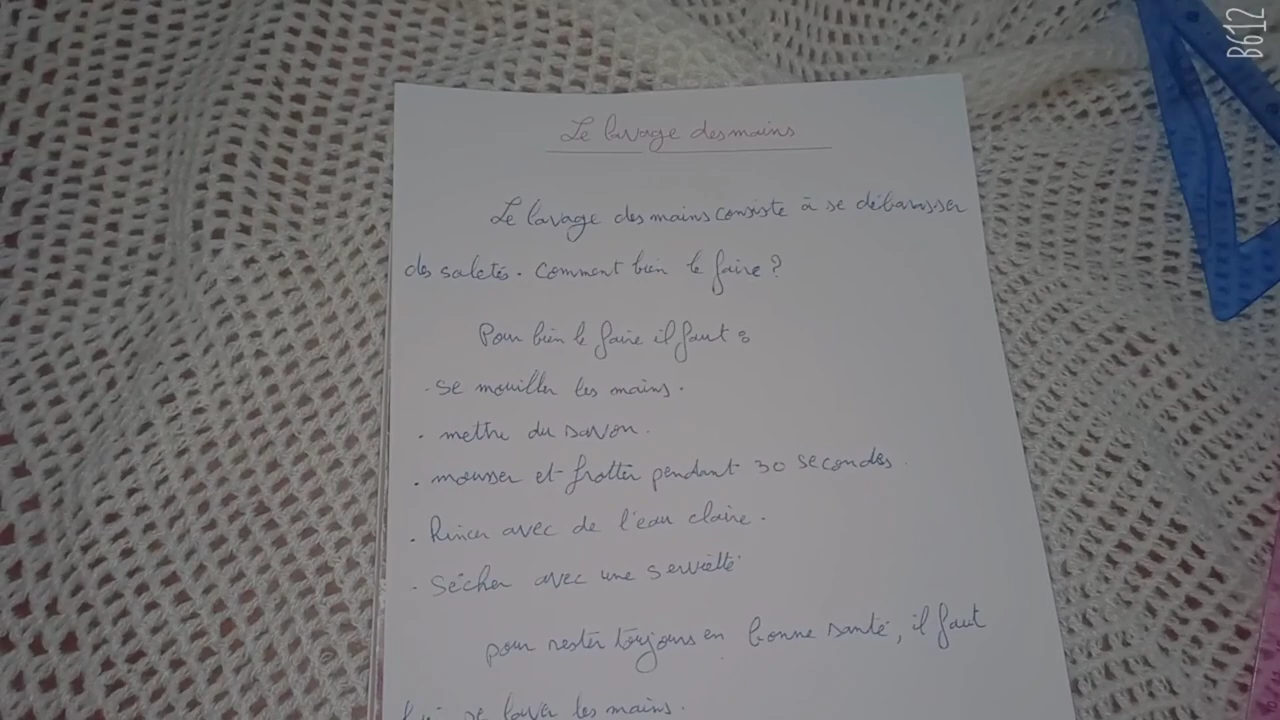 B612
Le lavage des mains
Le lavage des mains consiste à se débarasser
des saletés. Comment bien le faire ?
Pour bien le faire il faut :
- se mouiller les mains.
. mettre du savon.
. mousser et frotter pendant 30 secondes.
. Rincer avec de l'eau claire.
. Sécher avec une serviette
pour rester toujours en bonne santé, il faut
se laver les mains.